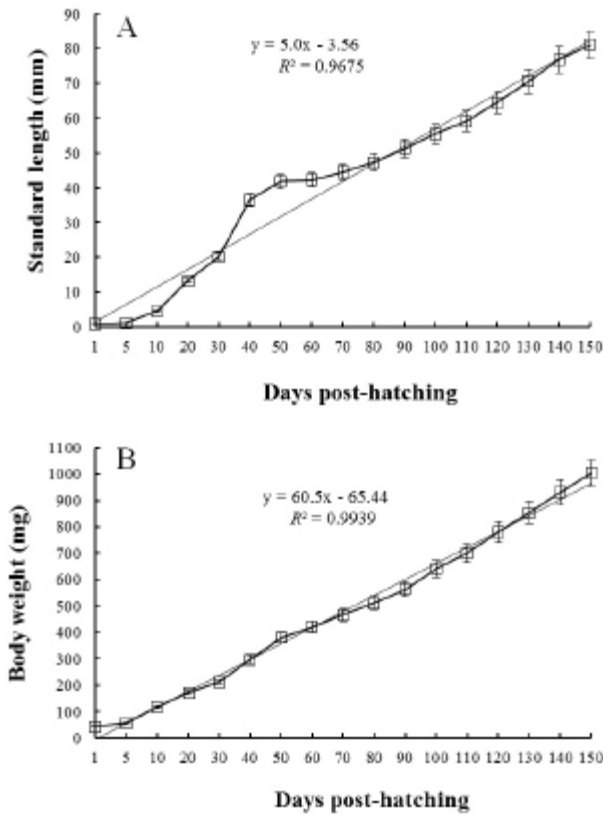 A
y = 5.0x - 3.56
R² = 0.9675
Standard length (mm)
90
80
70
60
50
40
30
20
10
0
1 5 10 20 30 40 50 60 70 80 90 100 110 120 130 140 150
Days post-hatching
B
y = 60.5x - 65.44
R² = 0.9939
Body weight (mg)
1100
1000
900
800
700
600
500
400
300
200
100
0
1 5 10 20 30 40 50 60 70 80 90 100 110 120 130 140 150
Days post-hatching